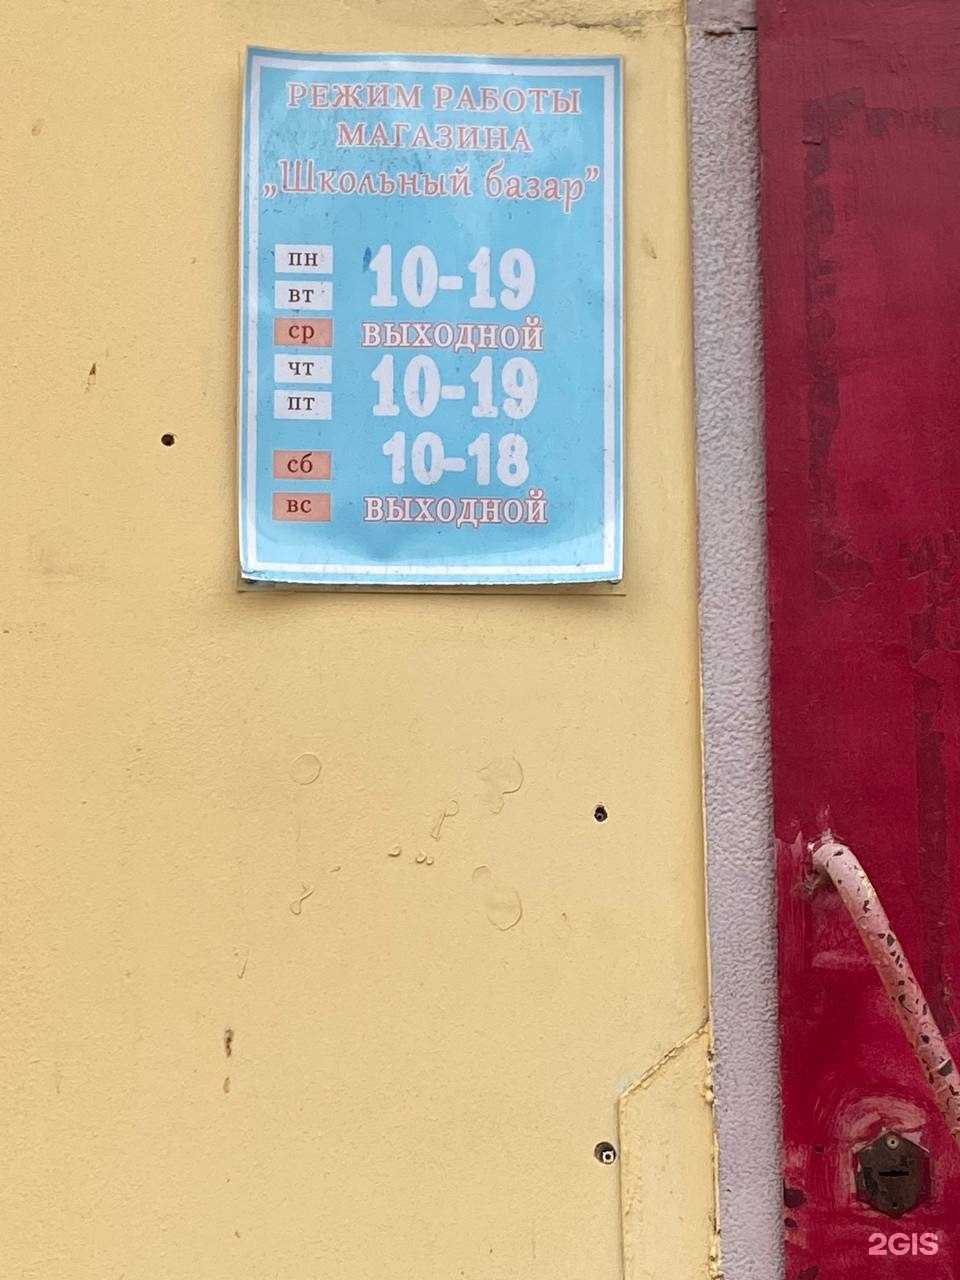 РЕЖИМ РАБОТЫ
МАГАЗИНА
„Школьный базар”
пн
вт
10-19
ср выходной
чт
пт
10-19
сб 10-18
вс выходной
2GIS